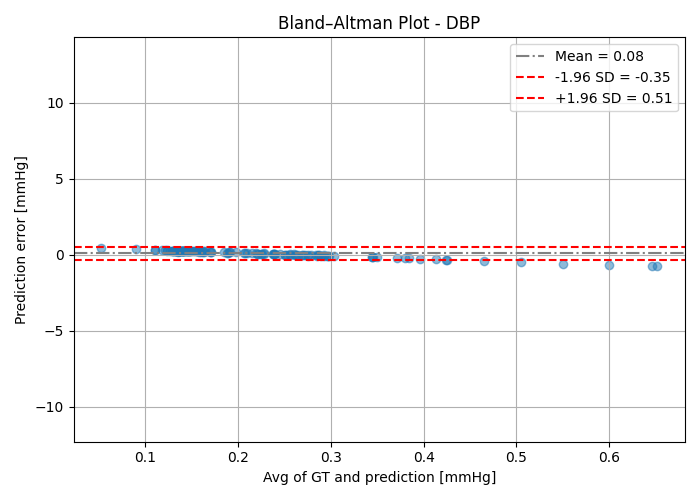 Bland–Altman Plot - DBP
Mean = 0.08
-1.96 SD = -0.35
+1.96 SD = 0.51
Prediction error [mmHg]
10
5
0
−5
−10
0.1 0.2 0.3 0.4 0.5 0.6
Avg of GT and prediction [mmHg]